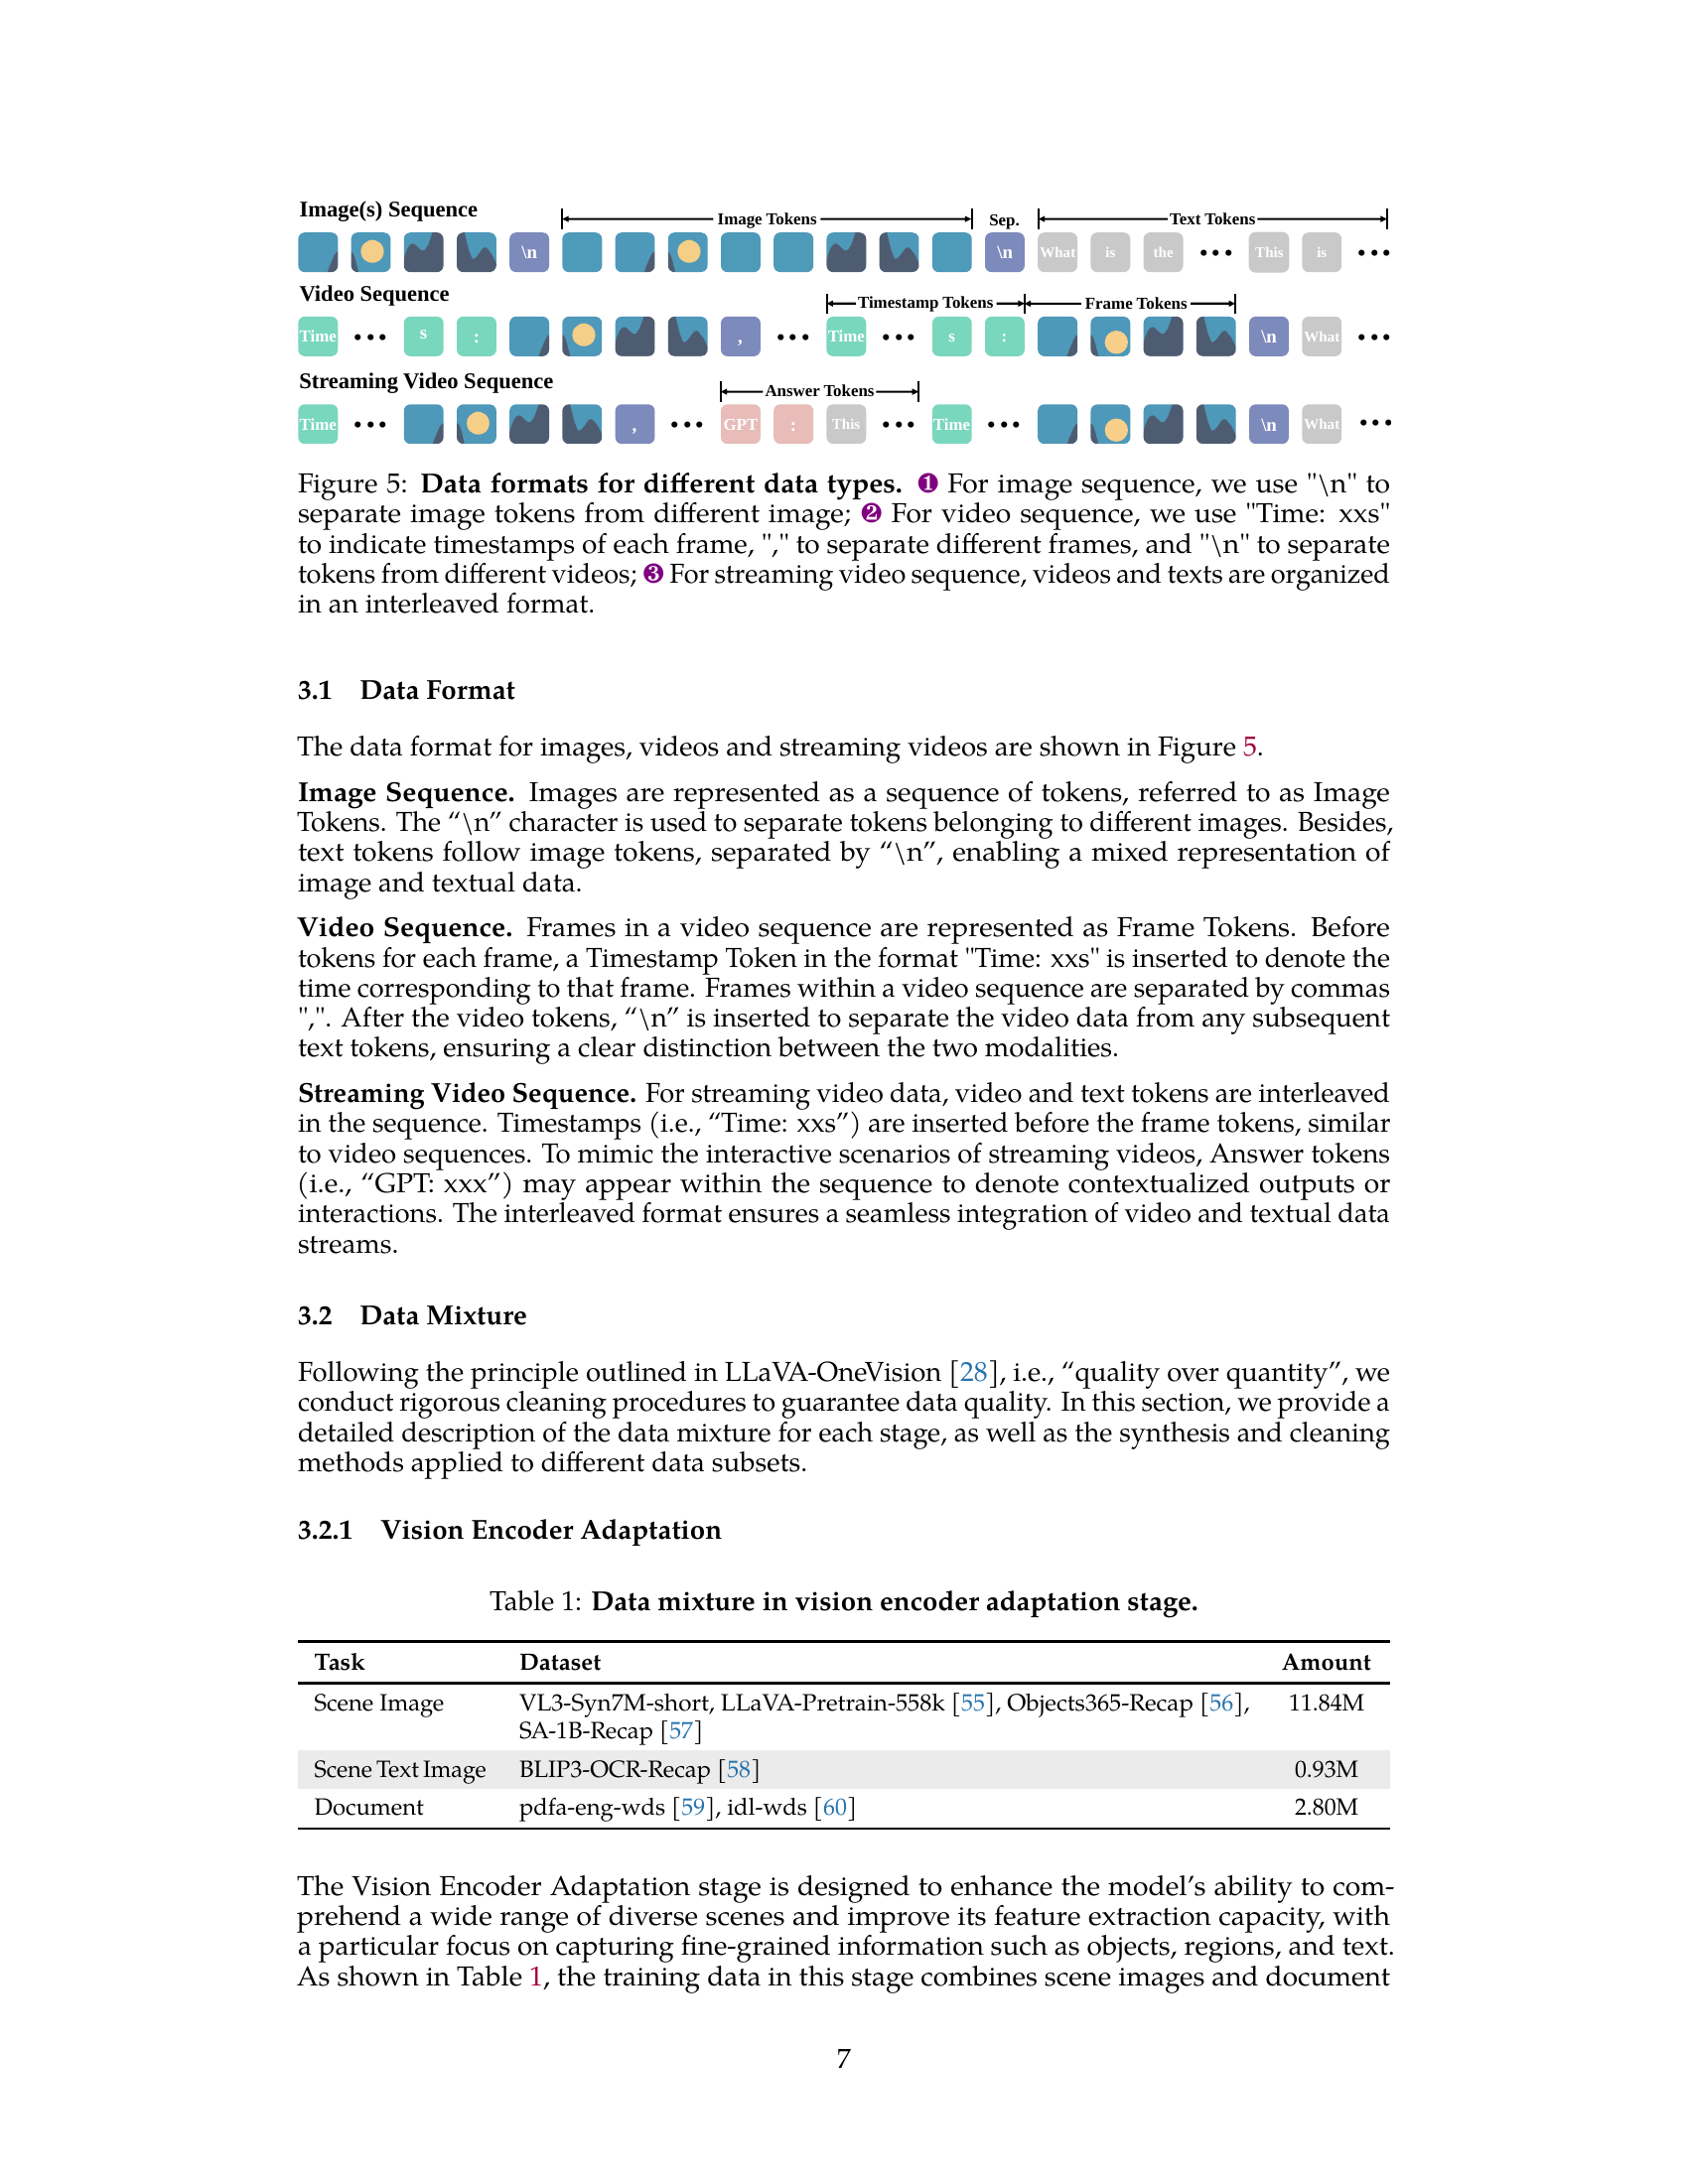 Image(s) Sequence
Image Tokens Sep. Text Tokens
\n \n What is the ••• This is •••
Video Sequence
Timestamp Tokens Frame Tokens
Time ••• s : , ••• Time ••• s : \n What •••
Streaming Video Sequence
Answer Tokens
Time ••• , ••• GPT : This ••• Time ••• \n What •••
Figure 5: Data formats for different data types. ❶ For image sequence, we use "\n" to
separate image tokens from different image; ❷ For video sequence, we use "Time: xxs"
to indicate timestamps of each frame, "," to separate different frames, and "\n" to separate
tokens from different videos; ❸ For streaming video sequence, videos and texts are organized
in an interleaved format.
3.1 Data Format
The data format for images, videos and streaming videos are shown in Figure 5.
Image Sequence. Images are represented as a sequence of tokens, referred to as Image
Tokens. The “\n” character is used to separate tokens belonging to different images. Besides,
text tokens follow image tokens, separated by “\n”, enabling a mixed representation of
image and textual data.
Video Sequence. Frames in a video sequence are represented as Frame Tokens. Before
tokens for each frame, a Timestamp Token in the format "Time: xxs" is inserted to denote the
time corresponding to that frame. Frames within a video sequence are separated by commas
",". After the video tokens, “\n” is inserted to separate the video data from any subsequent
text tokens, ensuring a clear distinction between the two modalities.
Streaming Video Sequence. For streaming video data, video and text tokens are interleaved
in the sequence. Timestamps (i.e., “Time: xxs”) are inserted before the frame tokens, similar
to video sequences. To mimic the interactive scenarios of streaming videos, Answer tokens
(i.e., “GPT: xxx”) may appear within the sequence to denote contextualized outputs or
interactions. The interleaved format ensures a seamless integration of video and textual data
streams.
3.2 Data Mixture
Following the principle outlined in LLaVA-OneVision [28], i.e., “quality over quantity”, we
conduct rigorous cleaning procedures to guarantee data quality. In this section, we provide a
detailed description of the data mixture for each stage, as well as the synthesis and cleaning
methods applied to different data subsets.
3.2.1 Vision Encoder Adaptation
Table 1: Data mixture in vision encoder adaptation stage.
Task Dataset Amount
Scene Image VL3-Syn7M-short, LLaVA-Pretrain-558k [55], Objects365-Recap [56], 11.84M
SA-1B-Recap [57]
Scene Text Image BLIP3-OCR-Recap [58] 0.93M
Document pdfa-eng-wds [59], idl-wds [60] 2.80M
The Vision Encoder Adaptation stage is designed to enhance the model’s ability to com-
prehend a wide range of diverse scenes and improve its feature extraction capacity, with
a particular focus on capturing fine-grained information such as objects, regions, and text.
As shown in Table 1, the training data in this stage combines scene images and document
7